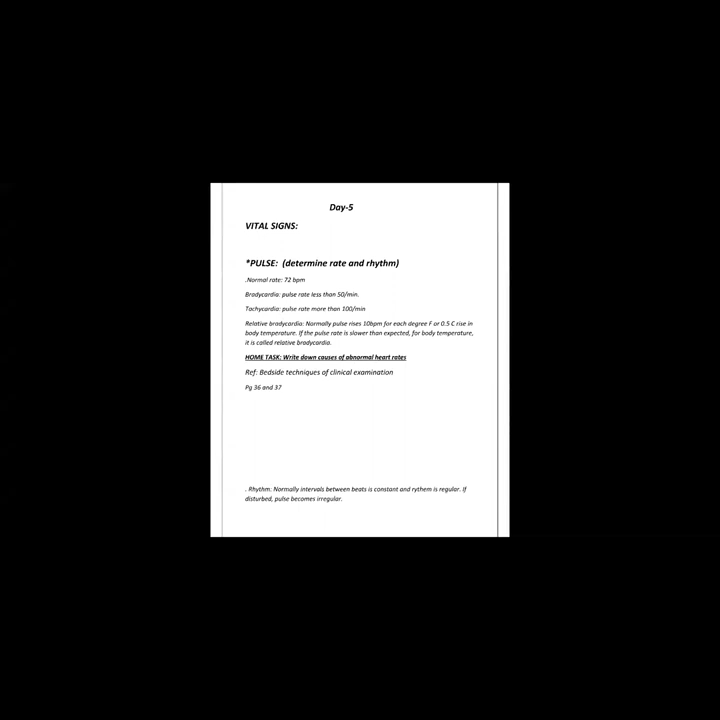 Day-5
VITAL SIGNS:
*PULSE: (determine rate and rhythm)
.Normal rate: 72 bpm
Bradycardia: pulse rate less than 50/min.
Tachycardia: pulse rate more than 100/min
Relative bradycardia: Normally pulse rises 10bpm for each degree F or 0.5 C rise in
body temperature. If the pulse rate is slower than expected, for body temperature,
it is called relative bradycardia.
HOME TASK: Write down causes of abnormal heart rates
Ref: Bedside techniques of clinical examination
Pg 36 and 37
. Rhythm: Normally intervals between beats is constant and rythem is regular. If
disturbed, pulse becomes irregular.